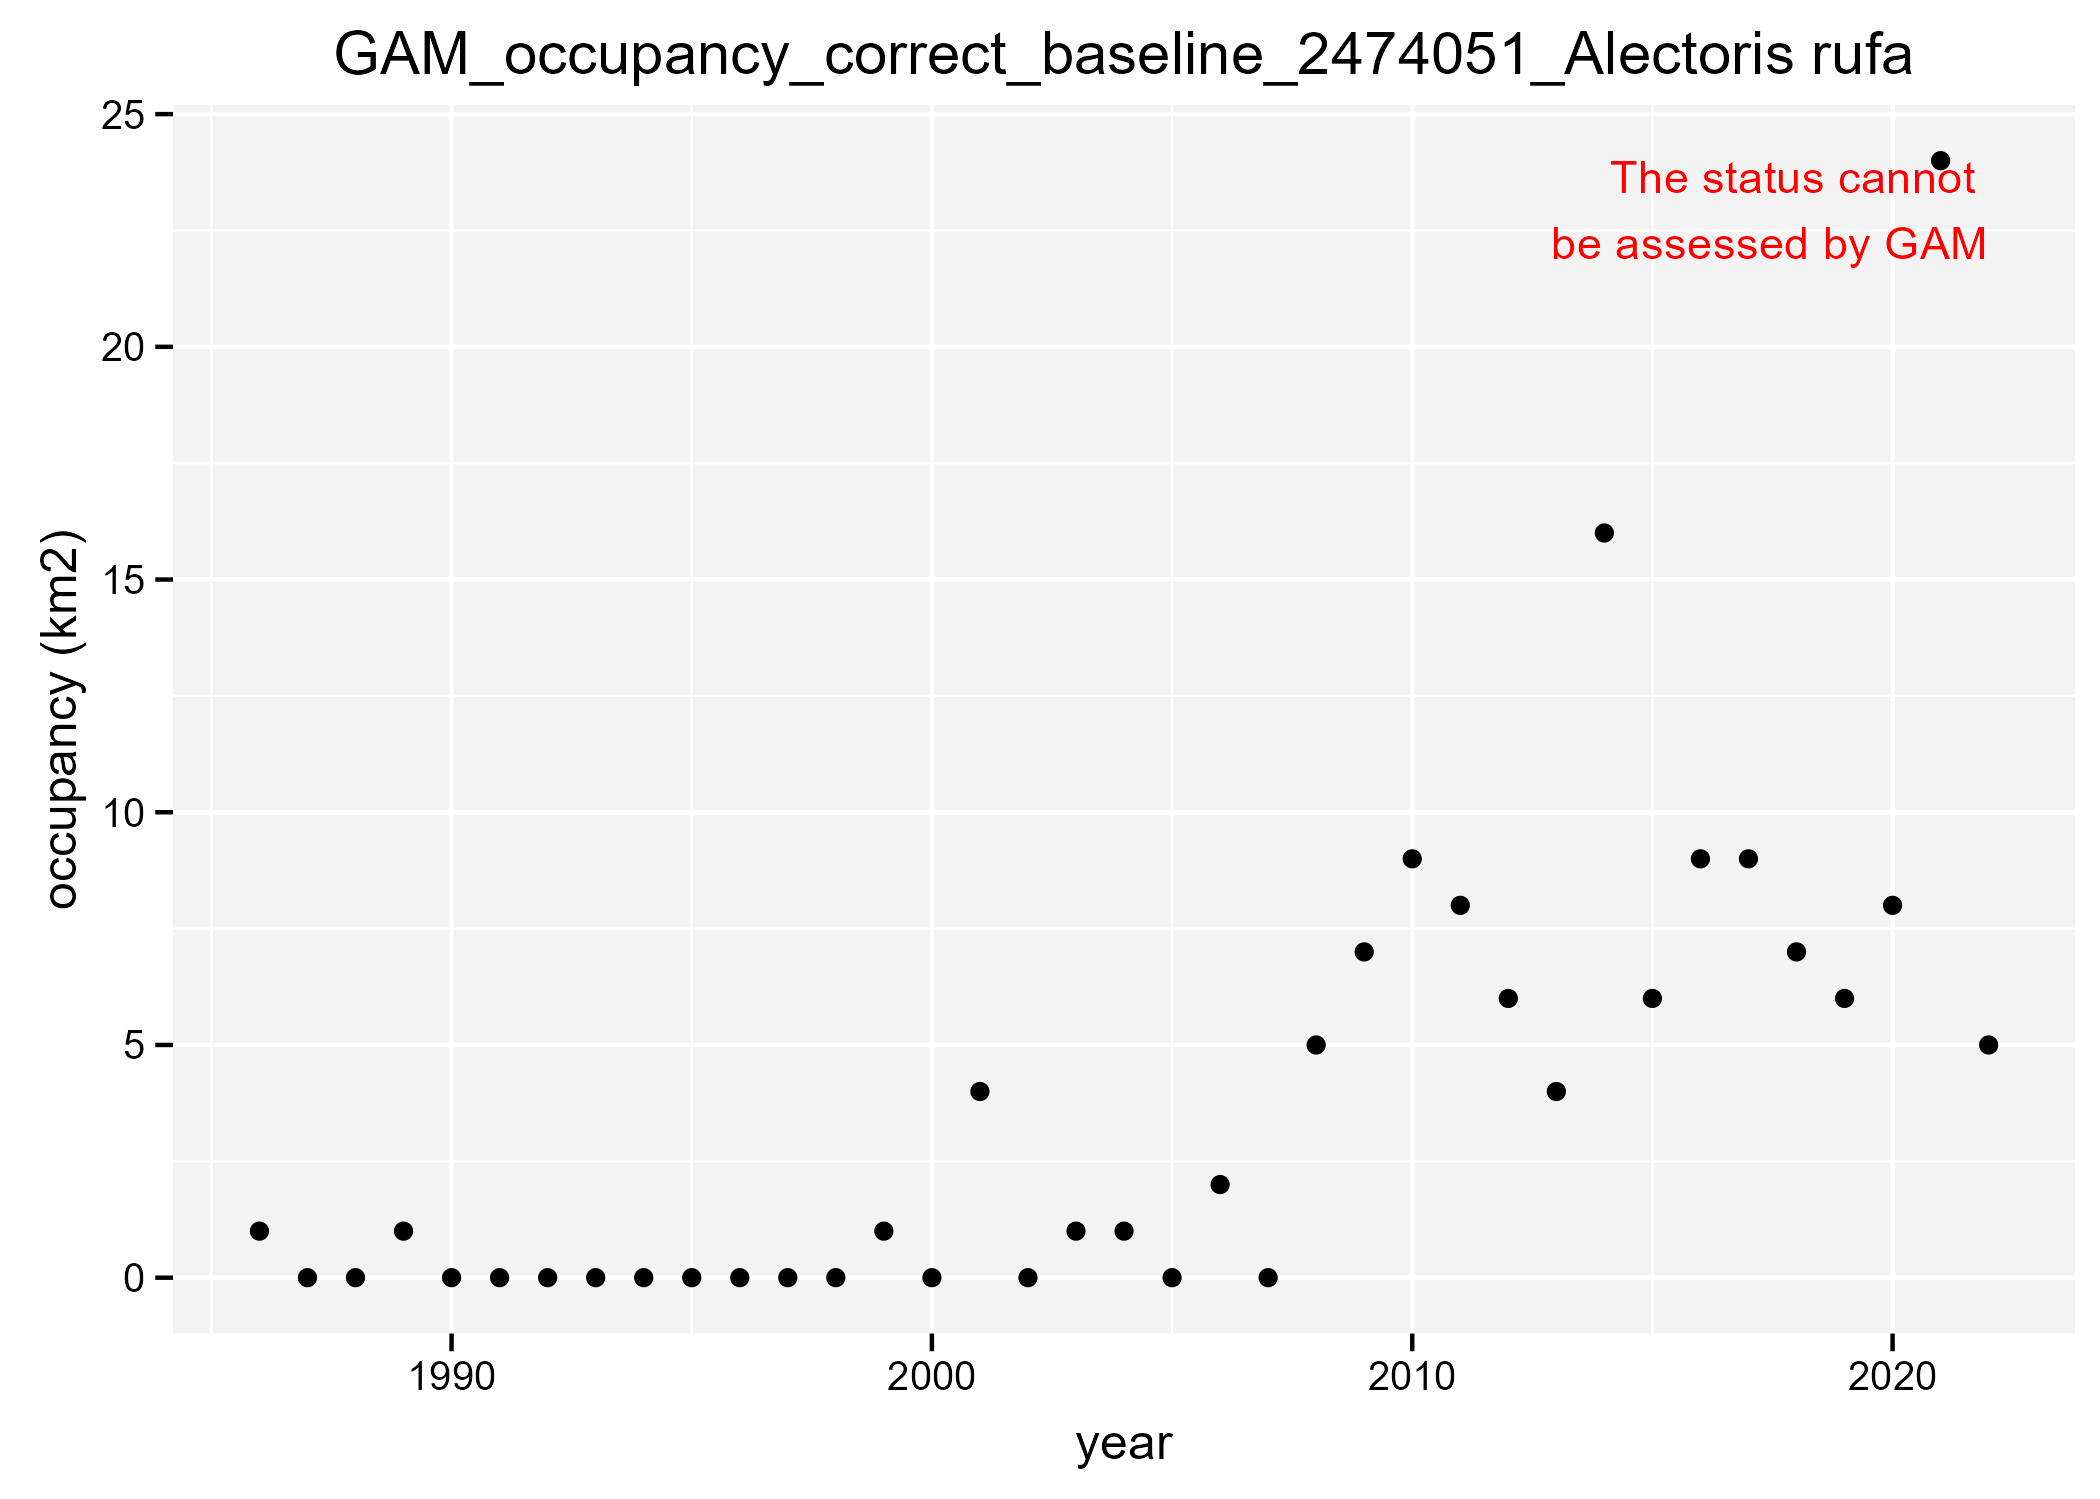 GAM_occupancy_correct_baseline_2474051_Alectoris rufa
25
The status cannot
be assessed by GAM
20
15
10
5
0
occupancy (km2)
1990 2000 2010 2020
year